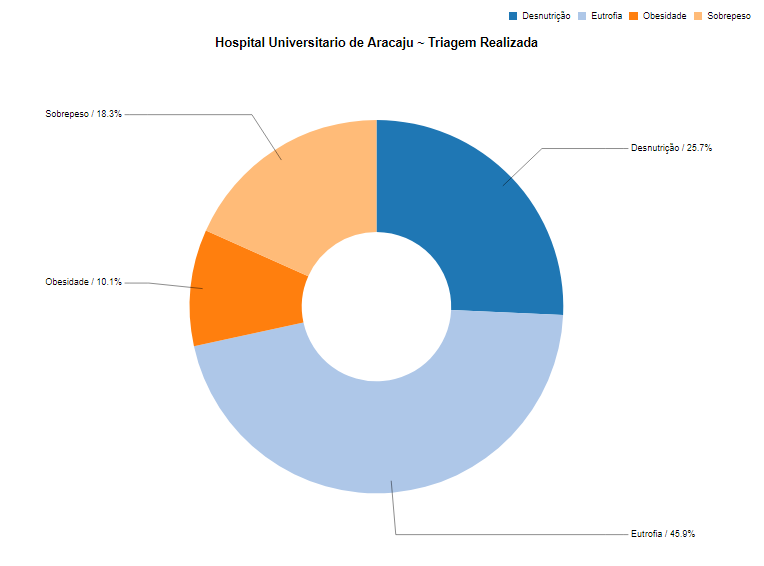 Desnutrição Eutrofia Obesidade Sobrepeso
Hospital Universitario de Aracaju ~ Triagem Realizada
Sobrepeso / 18.3%
Desnutrição / 25.7%
Obesidade / 10.1%
Eutrofia / 45.9%